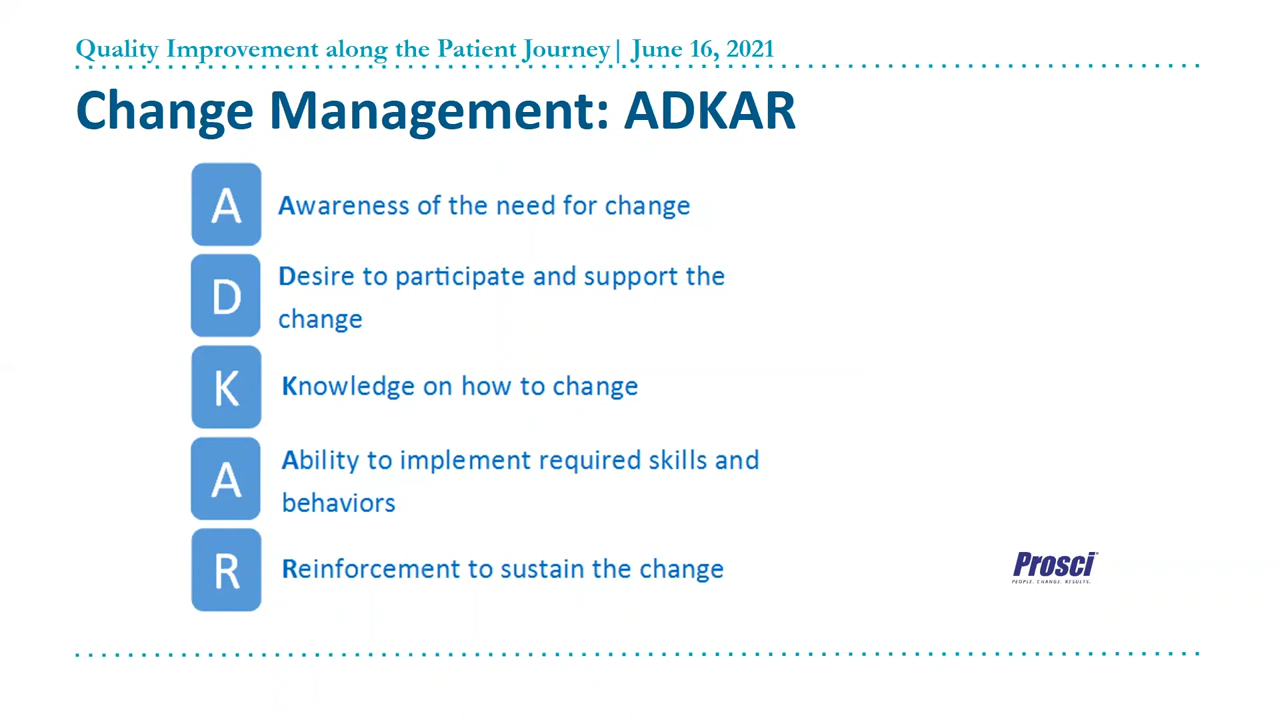 Quality Improvement along the Patient Journey| June 16, 2021
Change Management: ADKAR
A
Awareness of the need for change
D
Desire to participate and support the
change
K
Knowledge on how to change
A
Ability to implement required skills and
behaviors
R
Reinforcement to sustain the change
Prosci®
PEOPLE. CHANGE. RESULTS.